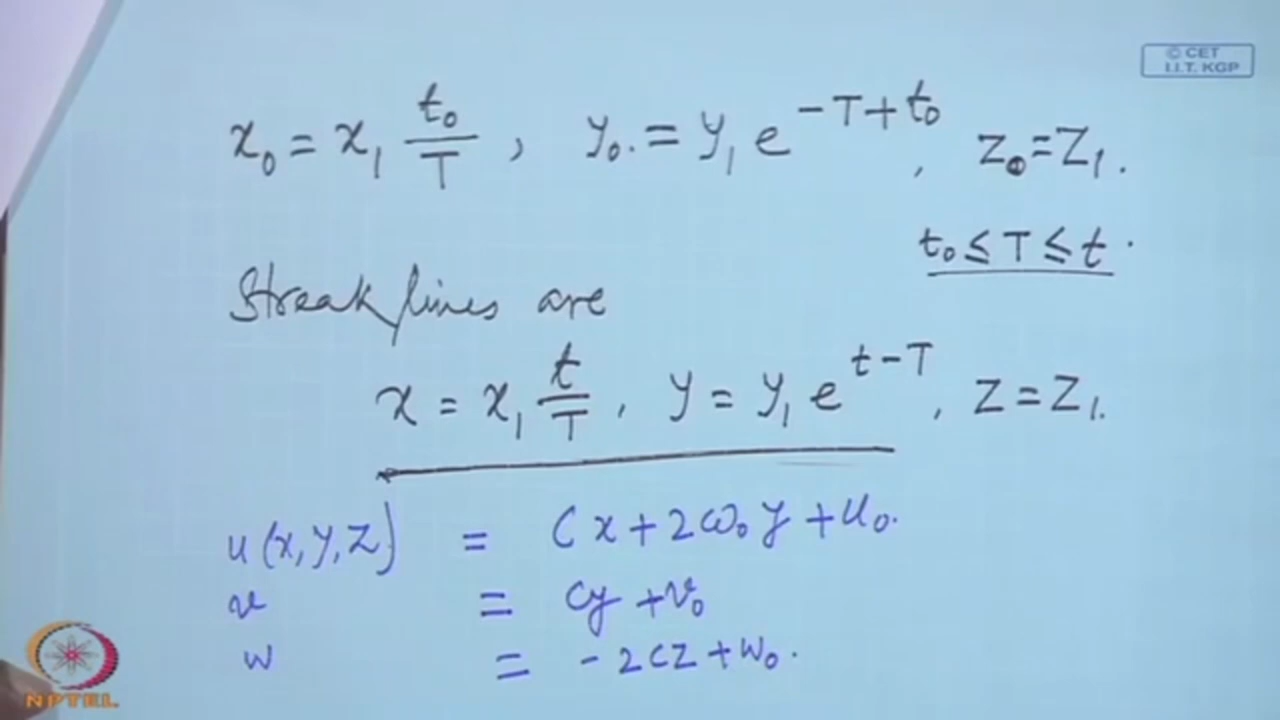 © CET
I.I.T. KGP
x₀ = x₁ t₀/T , y₀. = y₁ e^(-T+t₀) , z₀ = z₁.
t₀ ≤ T ≤ t .
Streak lines are
x = x₁ t/T , y = y₁ e^(t-T) , z = z₁.
u(x,y,z) = Cx + 2ω₀y + u₀.
v = cy + v₀
w = -2cz + w₀.
NPTEL